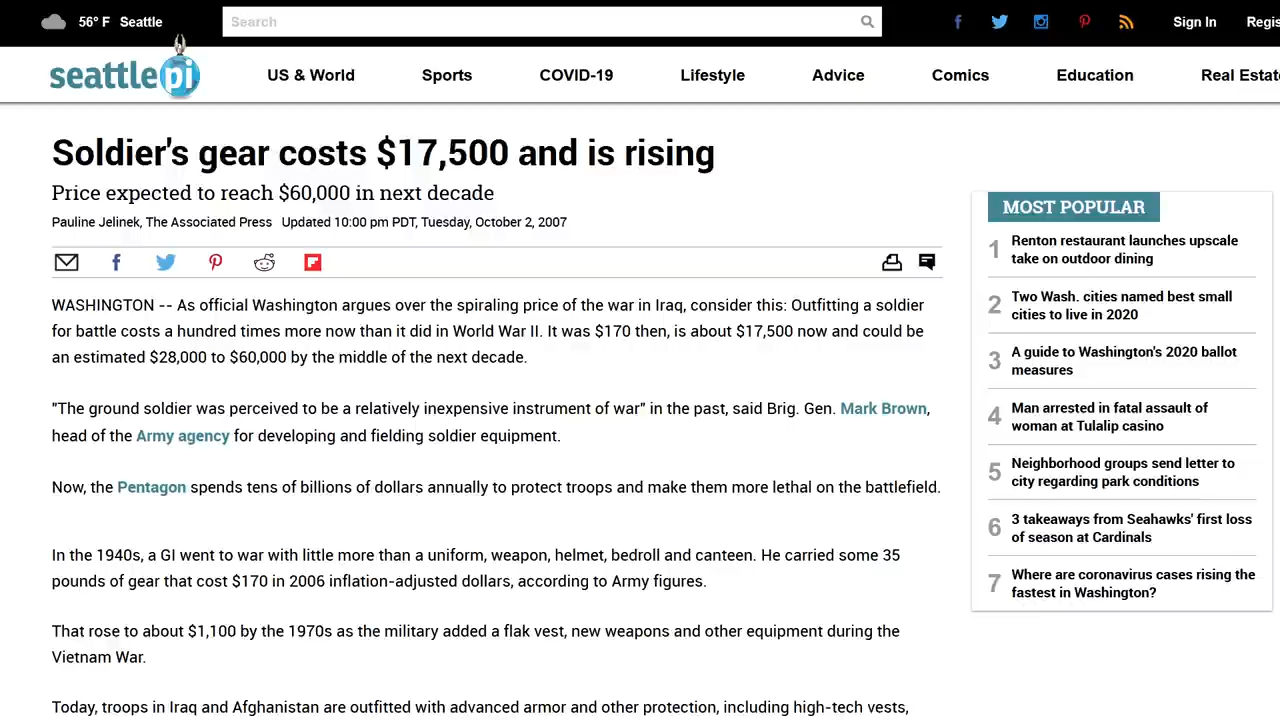 56° F Seattle
Search
Sign In
Regis
seattlepi
US & World
Sports
COVID-19
Lifestyle
Advice
Comics
Education
Real Estate
Soldier's gear costs $17,500 and is rising
Price expected to reach $60,000 in next decade
Pauline Jelinek, The Associated Press Updated 10:00 pm PDT, Tuesday, October 2, 2007
WASHINGTON -- As official Washington argues over the spiraling price of the war in Iraq, consider this: Outfitting a soldier
for battle costs a hundred times more now than it did in World War II. It was $170 then, is about $17,500 now and could be
an estimated $28,000 to $60,000 by the middle of the next decade.
"The ground soldier was perceived to be a relatively inexpensive instrument of war" in the past, said Brig. Gen. Mark Brown,
head of the Army agency for developing and fielding soldier equipment.
Now, the Pentagon spends tens of billions of dollars annually to protect troops and make them more lethal on the battlefield.
In the 1940s, a GI went to war with little more than a uniform, weapon, helmet, bedroll and canteen. He carried some 35
pounds of gear that cost $170 in 2006 inflation-adjusted dollars, according to Army figures.
That rose to about $1,100 by the 1970s as the military added a flak vest, new weapons and other equipment during the
Vietnam War.
Today, troops in Iraq and Afghanistan are outfitted with advanced armor and other protection, including high-tech vests,
MOST POPULAR
1 Renton restaurant launches upscale
take on outdoor dining
2 Two Wash. cities named best small
cities to live in 2020
3 A guide to Washington's 2020 ballot
measures
4 Man arrested in fatal assault of
woman at Tulalip casino
5 Neighborhood groups send letter to
city regarding park conditions
6 3 takeaways from Seahawks' first loss
of season at Cardinals
7 Where are coronavirus cases rising the
fastest in Washington?